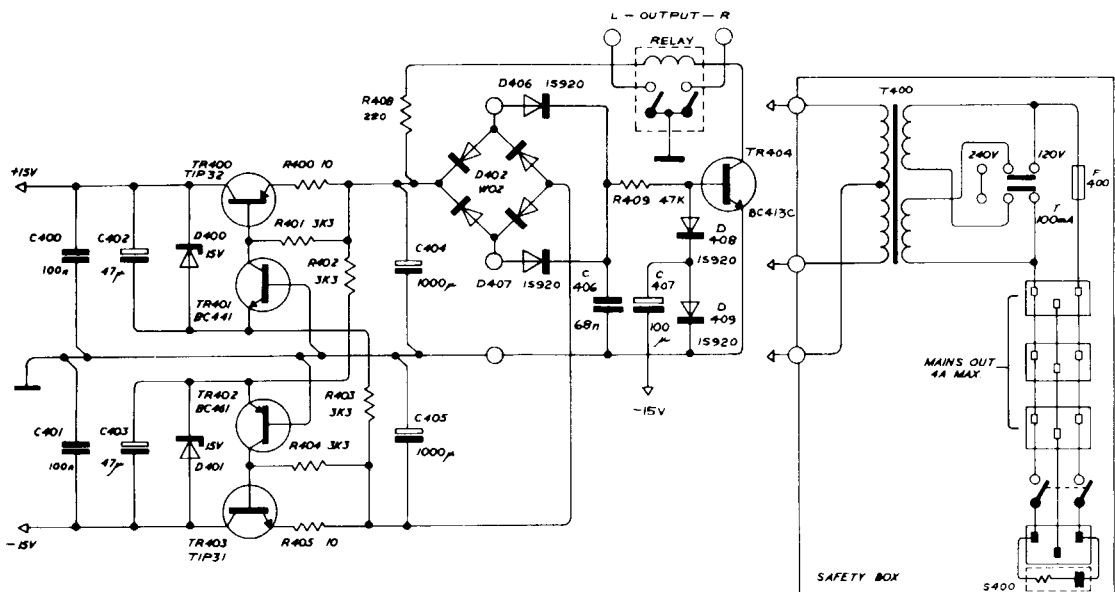 L - OUTPUT - R
RELAY
D406 1S920
R408
220
D402
W02
TR404
BC413C
R409 47K
D
408
1S920
D407 1S920
C
406
68n
C
407
100
µ
D
409
1S920
-15V
TR400
TIP32
R400 10
+15V
R401 3K3
R402
3K3
C400
100n
C402
47µ
D400
15V
C404
1000µ
TR401
BC441
TR402
BC461
R403
3K3
R404 3K3
C405
1000µ
C401
100n
C403
47µ
15V
D401
-15V
TR403
TIP31
R405 10
T400
240V
120V
F
400
T
100mA
MAINS OUT
4A MAX.
SAFETY BOX
S400